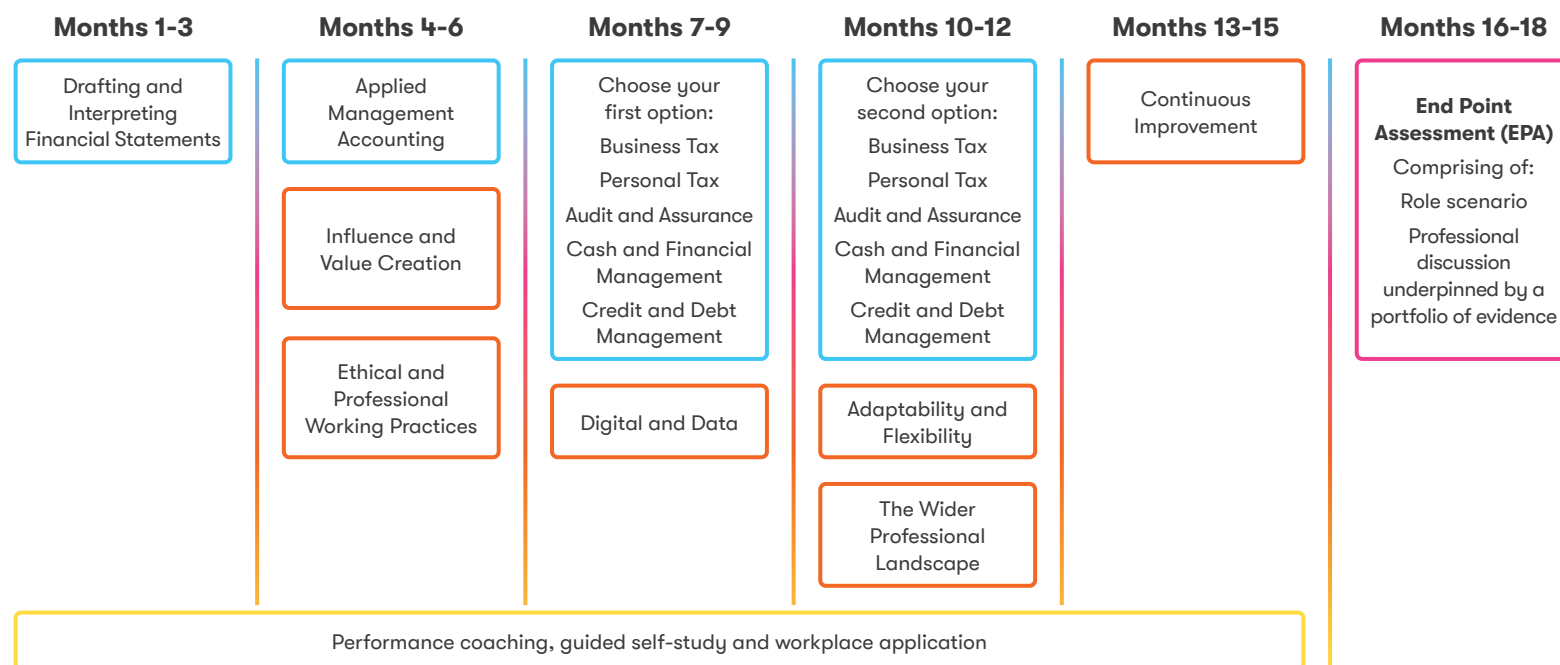 Months 1-3
Drafting and
Interpreting
Financial Statements
Months 4-6
Applied
Management
Accounting
Influence and
Value Creation
Ethical and
Professional
Working Practices
Months 7-9
Choose your
first option:
Business Tax
Personal Tax
Audit and Assurance
Cash and Financial
Management
Credit and Debt
Management
Digital and Data
Months 10-12
Choose your
second option:
Business Tax
Personal Tax
Audit and Assurance
Cash and Financial
Management
Credit and Debt
Management
Adaptability and
Flexibility
The Wider
Professional
Landscape
Months 13-15
Continuous
Improvement
Months 16-18
End Point
Assessment (EPA)
Comprising of:
Role scenario
Professional
discussion
underpinned by a
portfolio of evidence
Performance coaching, guided self-study and workplace application